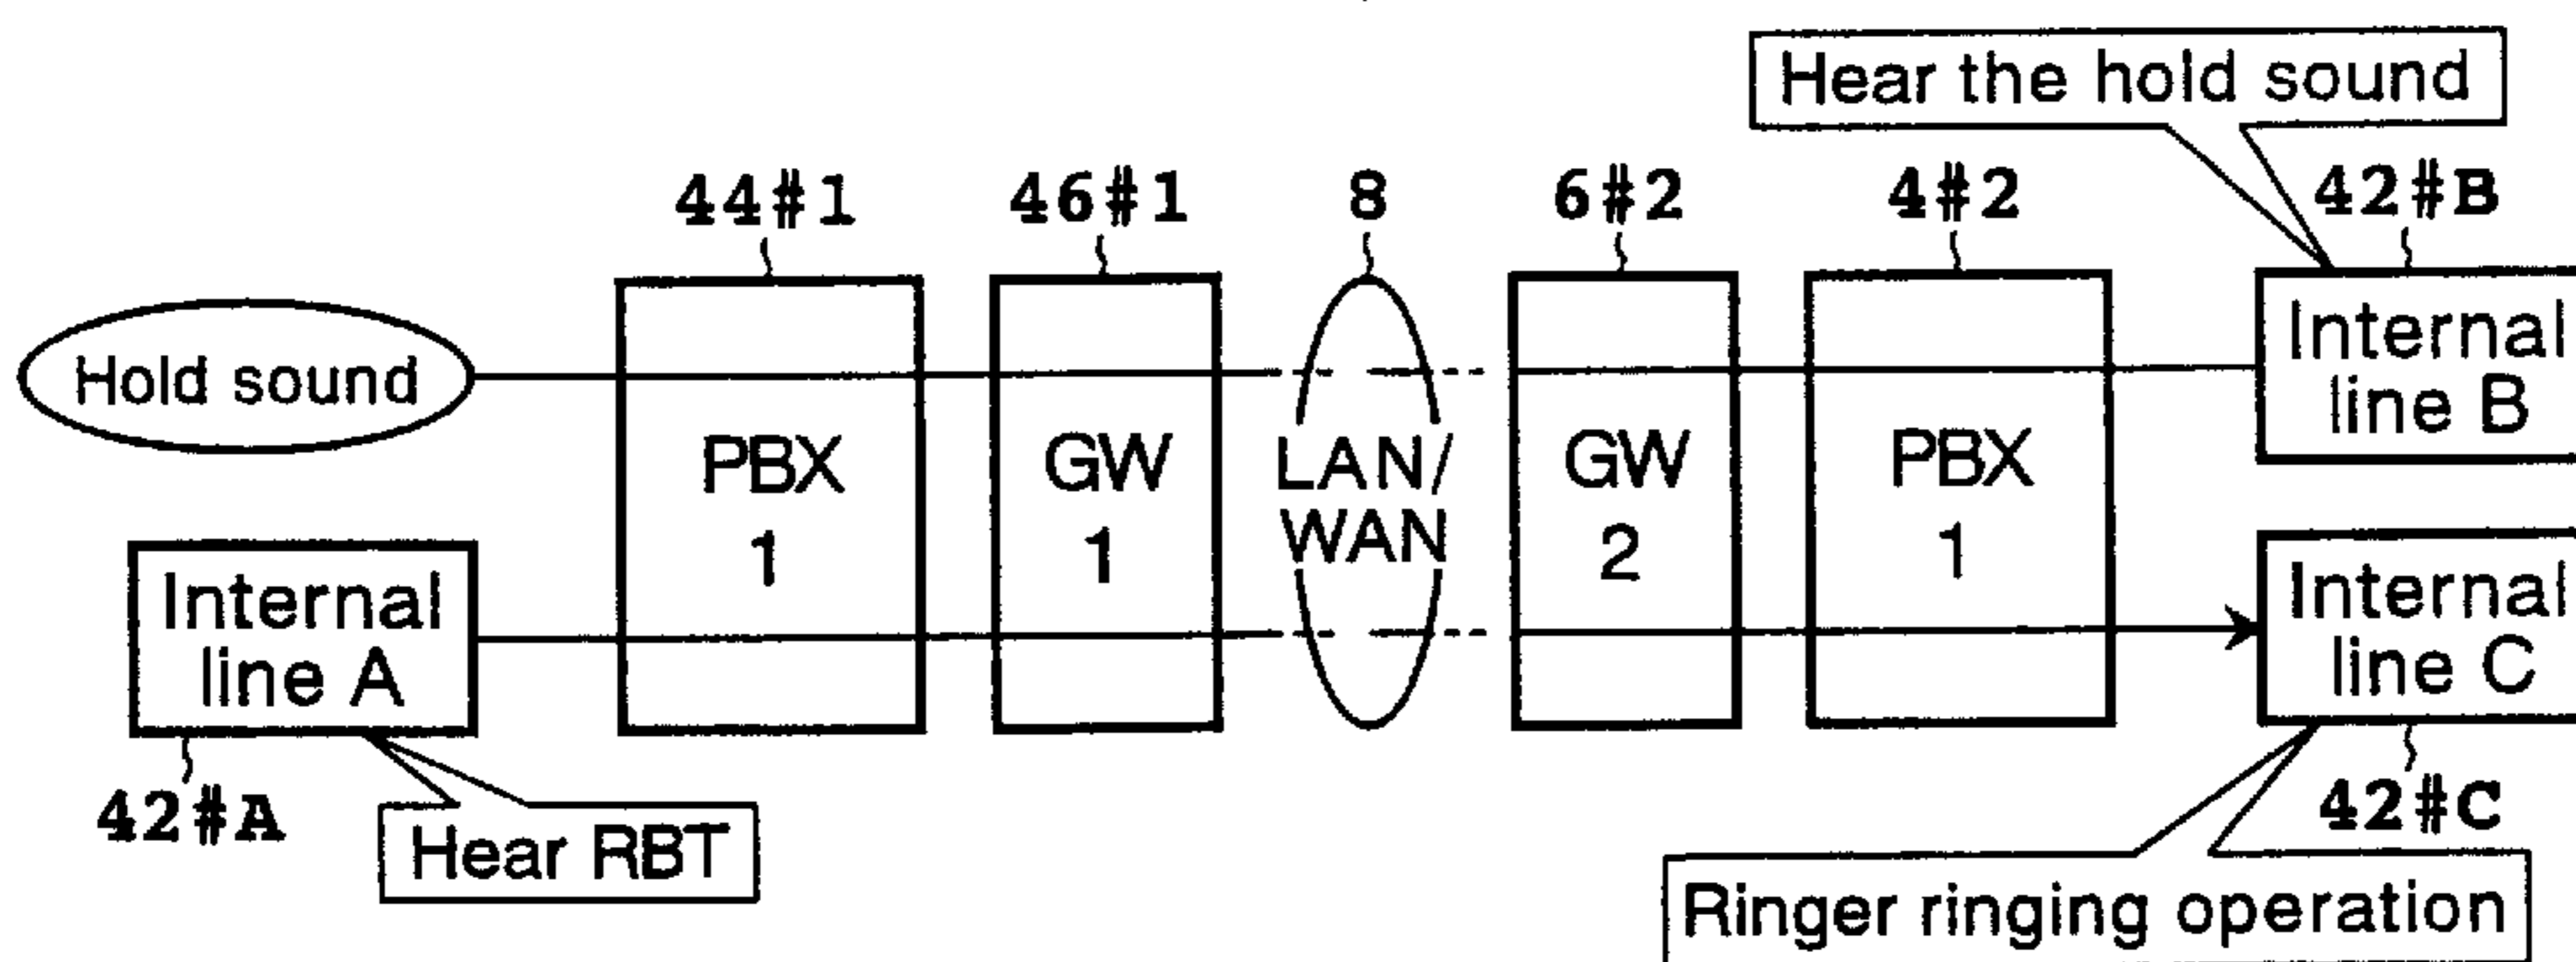 Hear the hold sound
44#1
46#1
8
6#2
4#2
42#B
Hold sound
PBX
1
GW
1
LAN/
WAN
GW
2
PBX
1
Internal
line B
Internal
line A
Internal
line C
42#A
Hear RBT
42#C
Ringer ringing operation